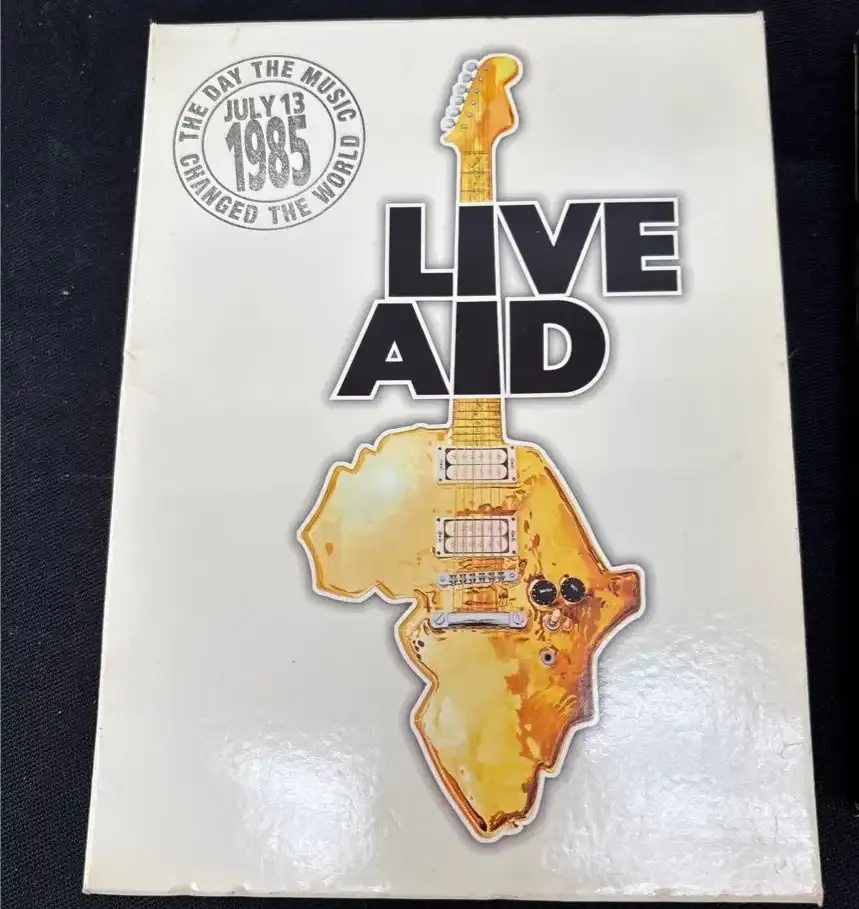 THE DAY THE MUSIC
JULY 13
1985
CHANGED THE WORLD
LIVE
AID